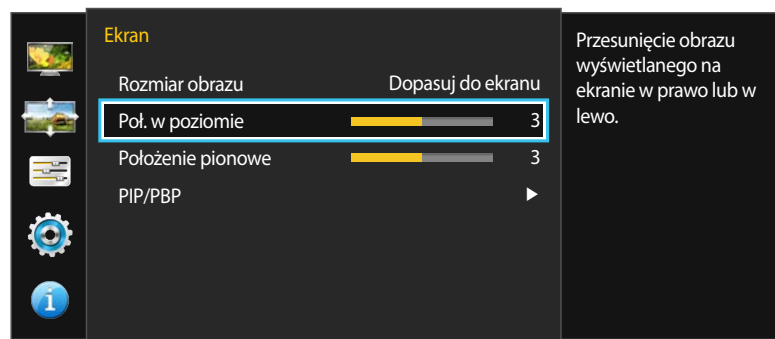 Ekran
Rozmiar obrazu Dopasuj do ekranu
Poł. w poziomie 3
Położenie pionowe 3
PIP/PBP
Przesunięcie obrazu
wyświetlanego na
ekranie w prawo lub w
lewo.